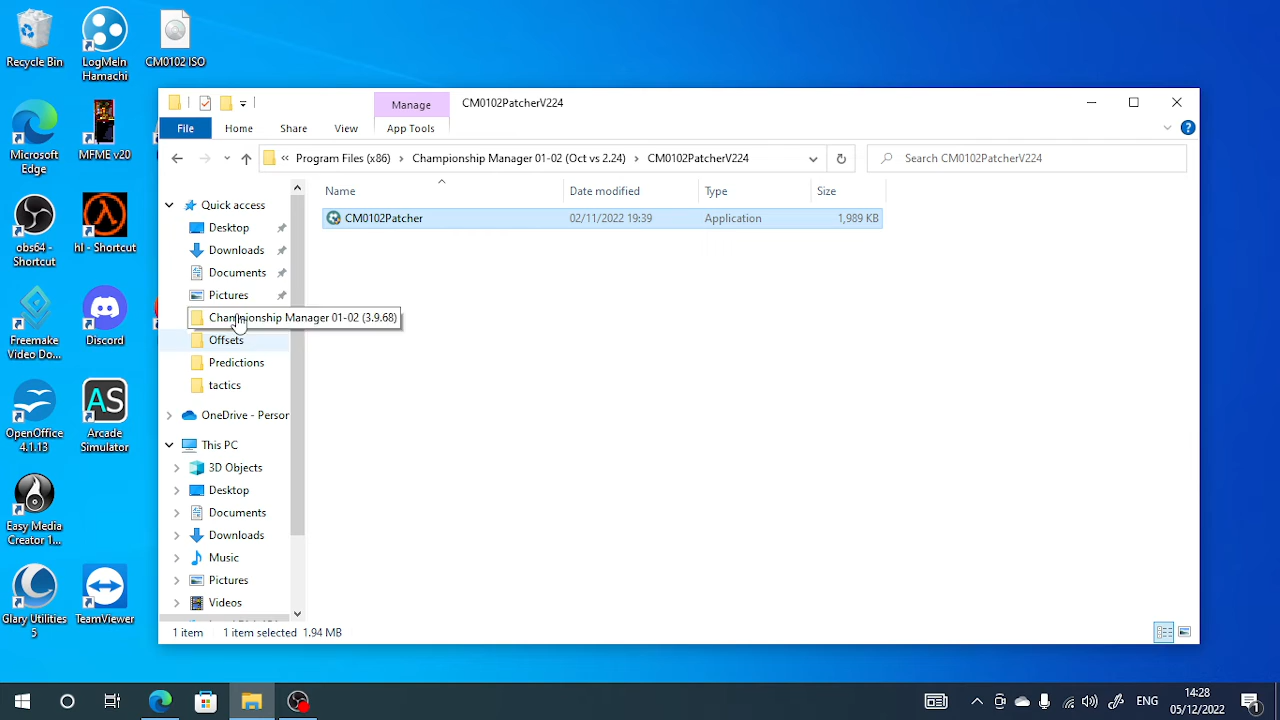 Recycle Bin
LogMeIn
Hamachi
CM0102 ISO
Microsoft
Edge
MFME v20
obs64 -
Shortcut
hl - Shortcut
Freemake
Video Do...
Discord
OpenOffice
4.1.13
Arcade
Simulator
Easy Media
Creator 1...
Glary Utilities
5
TeamViewer
Manage
CM0102PatcherV224
File
Home
Share
View
App Tools
Program Files (x86)
Championship Manager 01-02 (Oct vs 2.24)
CM0102PatcherV224
Search CM0102PatcherV224
Name
Date modified
Type
Size
CM0102Patcher
02/11/2022 19:39
Application
1,989 KB
Quick access
Desktop
Downloads
Documents
Pictures
Championship Manager 01-02 (3.9.68)
Offsets
Predictions
tactics
OneDrive - Person
This PC
3D Objects
Desktop
Documents
Downloads
Music
Pictures
Videos
1 item
1 item selected 1.94 MB
ENG
14:28
05/12/2022